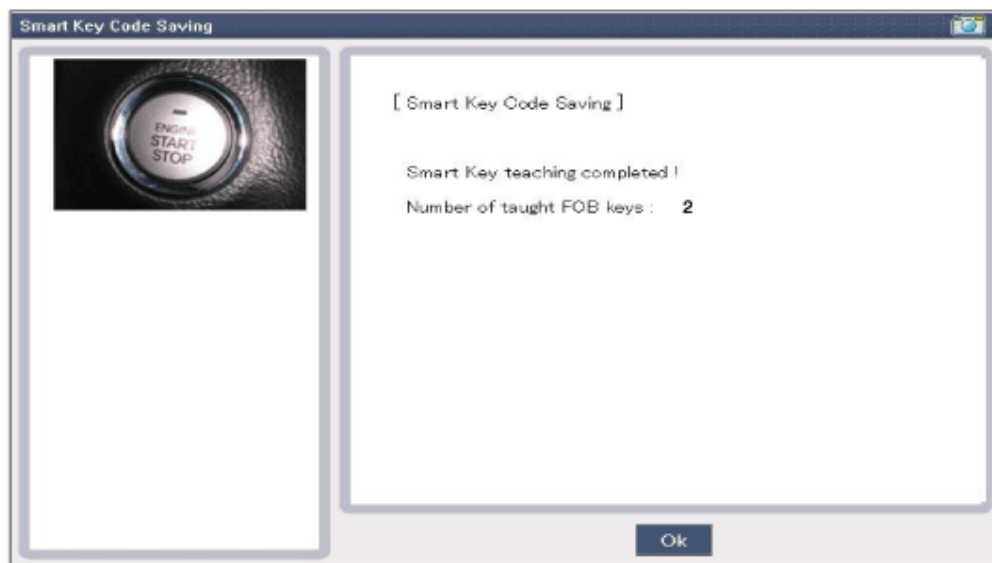 Smart Key Code Saving
ENGINE
START
STOP
[ Smart Key Code Saving ]
Smart Key teaching completed !
Number of taught FOB keys : 2
Ok